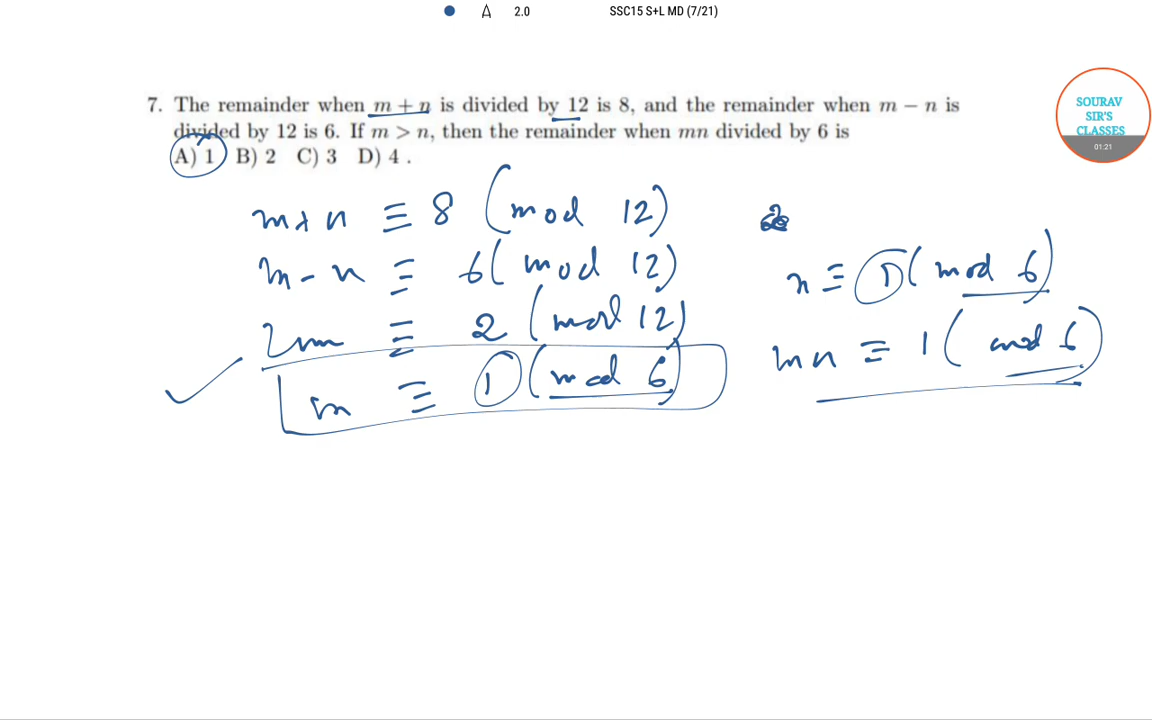 2.0 SSC15 S+L MD (7/21)
7. The remainder when m + n is divided by 12 is 8, and the remainder when m − n is
divided by 12 is 6. If m > n, then the remainder when mn divided by 6 is
A) 1 B) 2 C) 3 D) 4 .
SOURAV
SIR'S
CLASSES
01:21
m + n ≡ 8 (mod 12)
m - n ≡ 6 (mod 12)
2m ≡ 2 (mod 12)
m ≡ 1 (mod 6)
n ≡ 1 (mod 6)
mn ≡ 1 (mod 6)